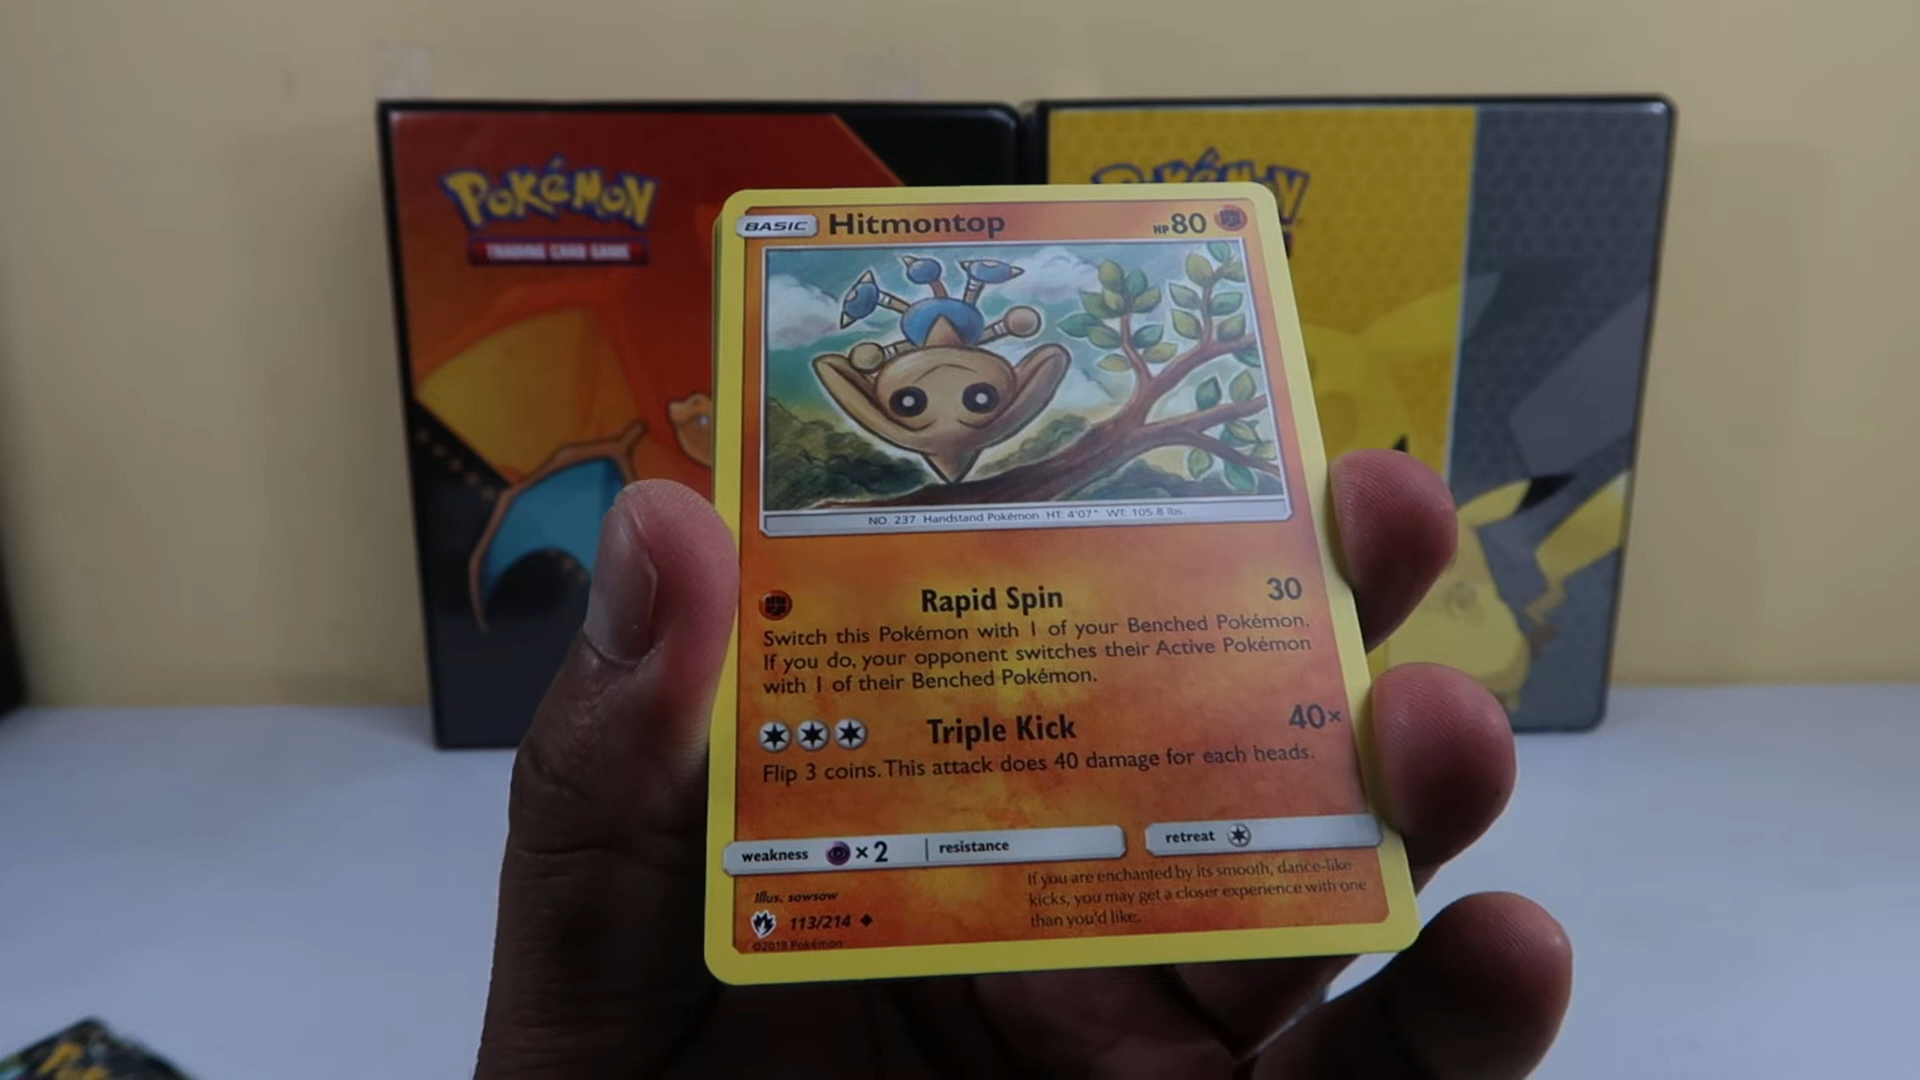 POKéMON
TRADING CARD GAME
BASIC Hitmontop HP80
NO. 237 Handstand Pokémon HT: 4'07" WT: 105.8 lbs.
Rapid Spin 30
Switch this Pokémon with 1 of your Benched Pokémon.
If you do, your opponent switches their Active Pokémon
with 1 of their Benched Pokémon.
Triple Kick 40×
Flip 3 coins. This attack does 40 damage for each heads.
weakness ×2 resistance retreat
Illus. sowsow
113/214
©2018 Pokémon
If you are enchanted by its smooth, dance-like
kicks, you may get a closer experience with one
than you'd like.